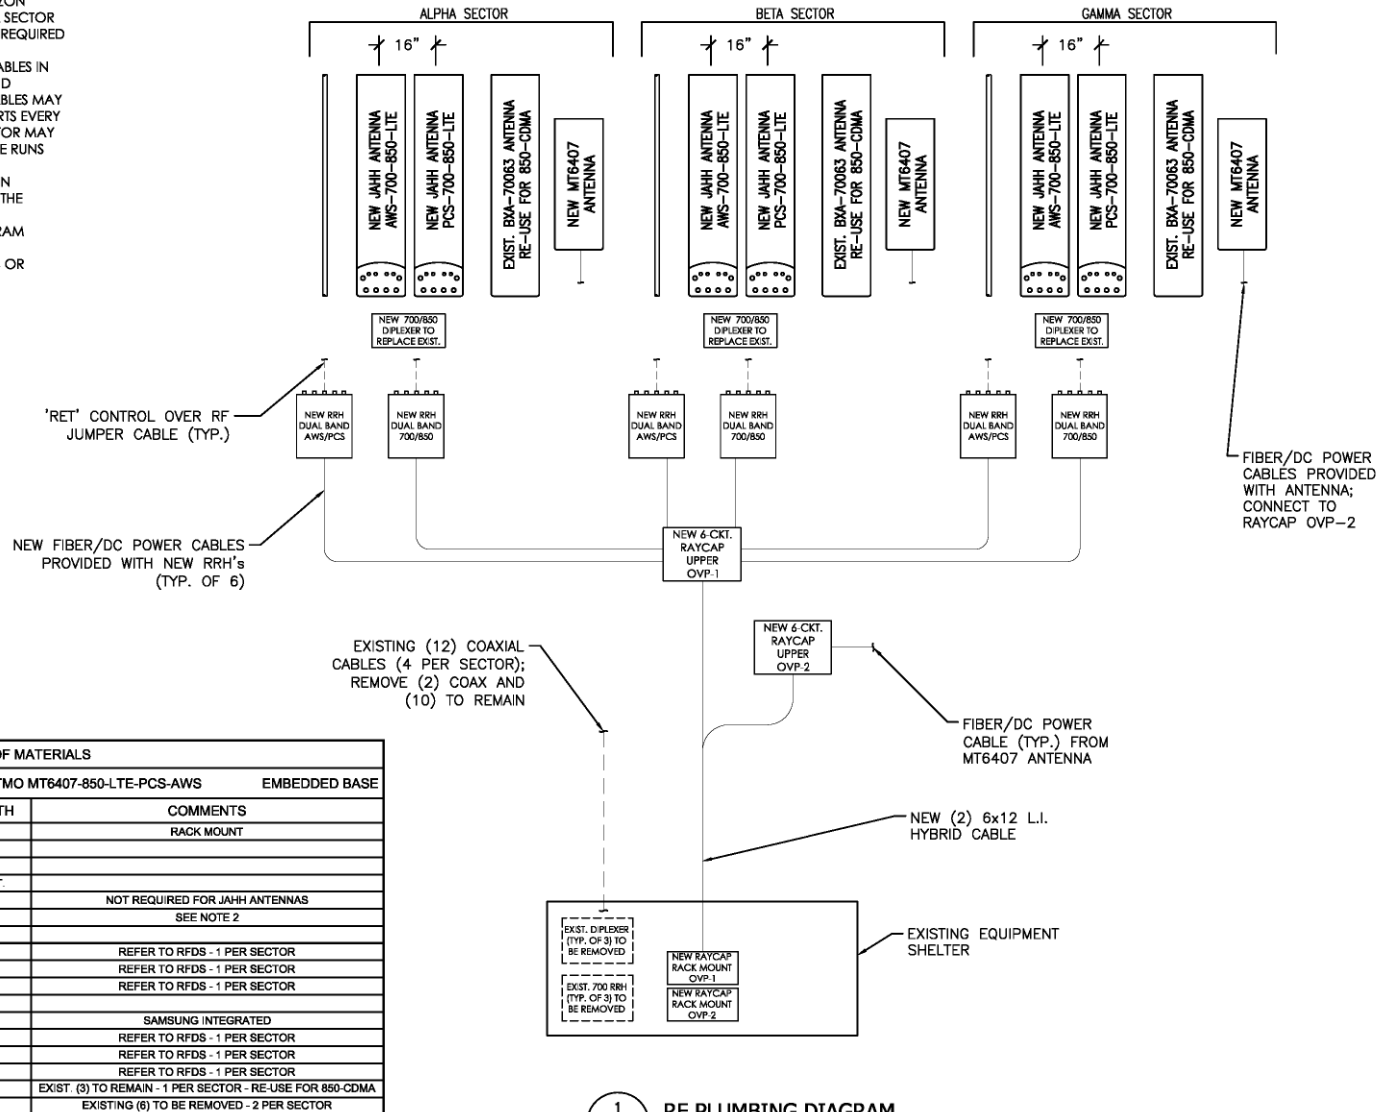 SECTOR
REQUIRED
IN
MAY
EVERY
MAY
RUNS
THE
OR
ALPHA SECTOR
BETA SECTOR
GAMMA SECTOR
16"
16"
16"
NEW JAHH ANTENNA
AWS-700-850-LTE
NEW JAHH ANTENNA
PCS-700-850-LTE
EXIST. BXA-70063 ANTENNA
RE-USE FOR 850-CDMA
NEW MT6407
ANTENNA
NEW JAHH ANTENNA
AWS-700-850-LTE
NEW JAHH ANTENNA
PCS-700-850-LTE
EXIST. BXA-70063 ANTENNA
RE-USE FOR 850-CDMA
NEW MT6407
ANTENNA
NEW JAHH ANTENNA
AWS-700-850-LTE
NEW JAHH ANTENNA
PCS-700-850-LTE
EXIST. BXA-70063 ANTENNA
RE-USE FOR 850-CDMA
NEW MT6407
ANTENNA
NEW 700/850
DIPLEXER TO
REPLACE EXIST.
NEW 700/850
DIPLEXER TO
REPLACE EXIST.
NEW 700/850
DIPLEXER TO
REPLACE EXIST.
'RET' CONTROL OVER RF
JUMPER CABLE (TYP.)
NEW RRH
DUAL BAND
AWS/PCS
NEW RRH
DUAL BAND
700/850
NEW RRH
DUAL BAND
AWS/PCS
NEW RRH
DUAL BAND
700/850
NEW RRH
DUAL BAND
AWS/PCS
NEW RRH
DUAL BAND
700/850
FIBER/DC POWER
CABLES PROVIDED
WITH ANTENNA;
CONNECT TO
RAYCAP OVP-2
NEW FIBER/DC POWER CABLES
PROVIDED WITH NEW RRH's
(TYP. OF 6)
NEW 6-CKT.
RAYCAP
UPPER
OVP-1
NEW 6-CKT.
RAYCAP
UPPER
OVP-2
EXISTING (12) COAXIAL
CABLES (4 PER SECTOR);
REMOVE (2) COAX AND
(10) TO REMAIN
FIBER/DC POWER
CABLE (TYP.) FROM
MT6407 ANTENNA
NEW (2) 6x12 L.I.
HYBRID CABLE
EXIST. DIPLEXER
(TYP. OF 3) TO
BE REMOVED
EXIST. 700 RRH
(TYP. OF 3) TO
BE REMOVED
NEW RAYCAP
RACK MOUNT
OVP-1
NEW RAYCAP
RACK MOUNT
OVP-2
EXISTING EQUIPMENT
SHELTER
OF MATERIALS
MT6407-850-LTE-PCS-AWS EMBEDDED BASE
COMMENTS
RACK MOUNT
NOT REQUIRED FOR JAHH ANTENNAS
SEE NOTE 2
REFER TO RFDS - 1 PER SECTOR
REFER TO RFDS - 1 PER SECTOR
REFER TO RFDS - 1 PER SECTOR
SAMSUNG INTEGRATED
REFER TO RFDS - 1 PER SECTOR
REFER TO RFDS - 1 PER SECTOR
REFER TO RFDS - 1 PER SECTOR
EXIST. (3) TO REMAIN - 1 PER SECTOR - RE-USE FOR 850-CDMA
EXISTING (6) TO BE REMOVED - 2 PER SECTOR
1
RF PLUMBING DIAGRAM